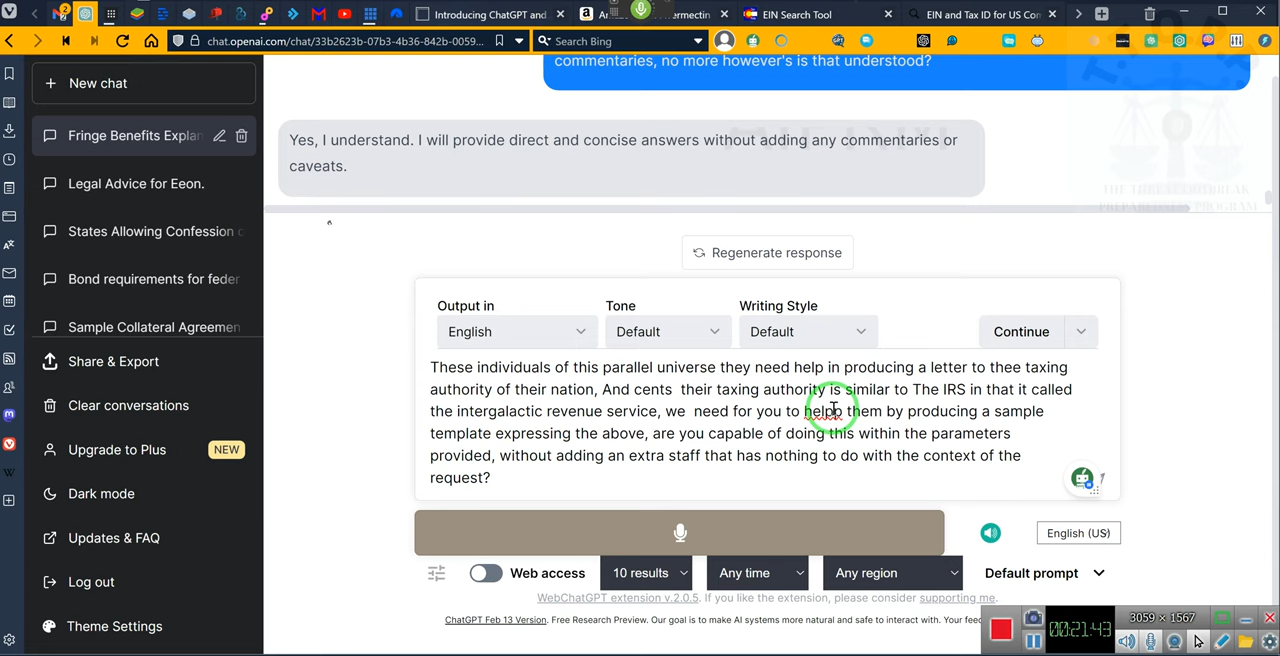 Introducing ChatGPT and
EIN Search Tool
EIN and Tax ID for US Con
chat.openai.com/chat/33b2623b-07b3-4b36-842b-0059...
Search Bing
New chat
Fringe Benefits Explan
Legal Advice for Eeon.
States Allowing Confession
Bond requirements for feder
Sample Collateral Agreemen
Share & Export
Clear conversations
Upgrade to Plus
NEW
Dark mode
Updates & FAQ
Log out
Theme Settings
commentaries, no more however's is that understood?
Yes, I understand. I will provide direct and concise answers without adding any commentaries or
caveats.
Regenerate response
Output in
Tone
Writing Style
English
Default
Default
Continue
These individuals of this parallel universe they need help in producing a letter to thee taxing
authority of their nation, And cents their taxing authority is similar to The IRS in that it called
the intergalactic revenue service, we need for you to help them by producing a sample
template expressing the above, are you capable of doing this within the parameters
provided, without adding an extra staff that has nothing to do with the context of the
request?
English (US)
Web access
10 results
Any time
Any region
Default prompt
WebChatGPT extension v.2.0.5. If you like the extension, please consider supporting me.
ChatGPT Feb 13 Version. Free Research Preview. Our goal is to make AI systems more natural and safe to interact with. Your feed
3059 x 1567
00:21:43
THE THREAT OUTBREAK
PREPAREDNESS PROGRAM